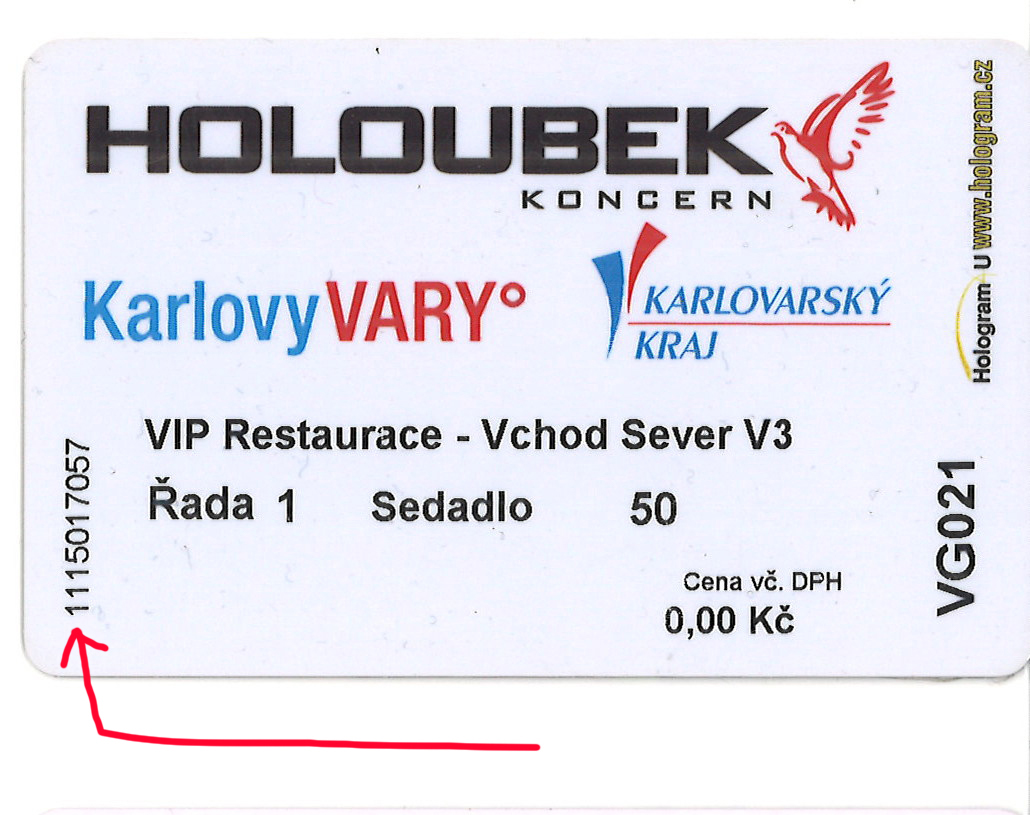 HOLOUBEK
KONCERN
KarlovyVARY°
KARLOVARSKÝ
KRAJ
VIP Restaurace - Vchod Sever V3
Řada 1 Sedadlo 50
Cena vč. DPH
0,00 Kč
1115017057
VG021
Hologram U www.hologram.cz